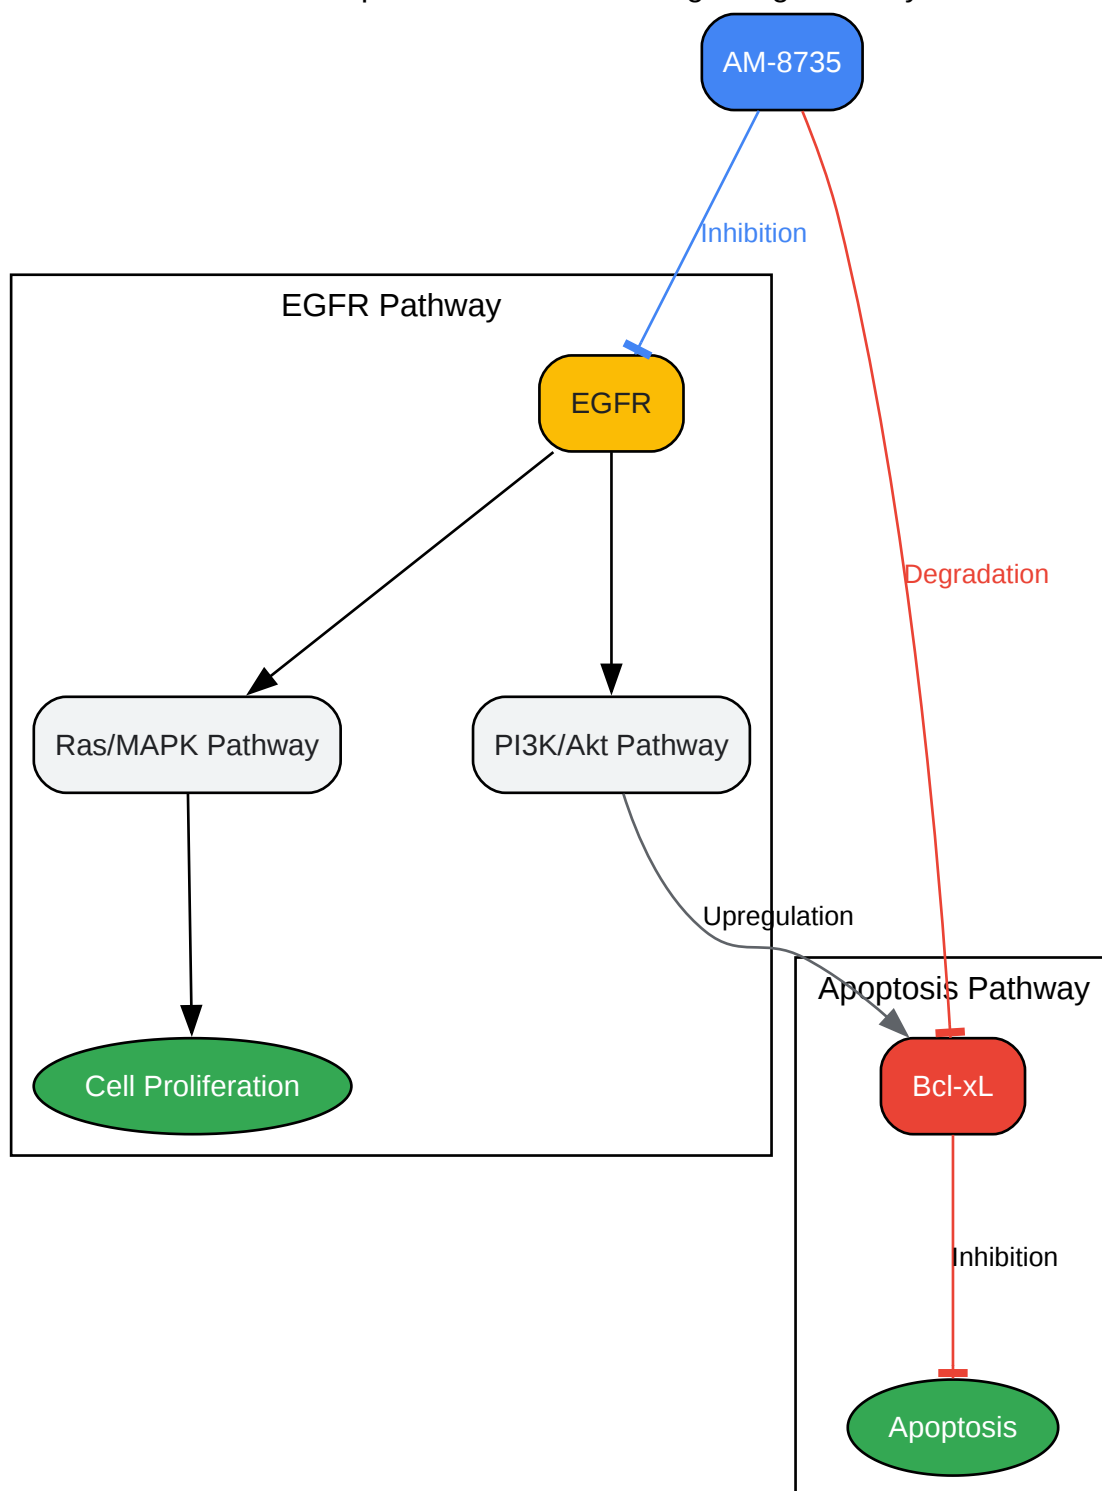 AM-8735
Inhibition
EGFR Pathway
EGFR
Degradation
Ras/MAPK Pathway
PI3K/Akt Pathway
Upregulation
Apoptosis Pathway
Cell Proliferation
Bcl-xL
Inhibition
Apoptosis